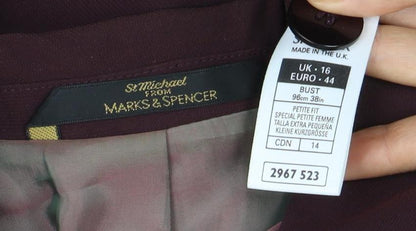 St Michael
FROM
MARKS & SPENCER
MADE IN THE U.K.
UK · 16
EURO · 44
BUST
96cm 38in
PETITE FIT
SPECIAL PETITE FEMME
TALLA EXTRA PEQUEÑA
KLEINE KURZGRÖSSE
CDN 14
2967 523